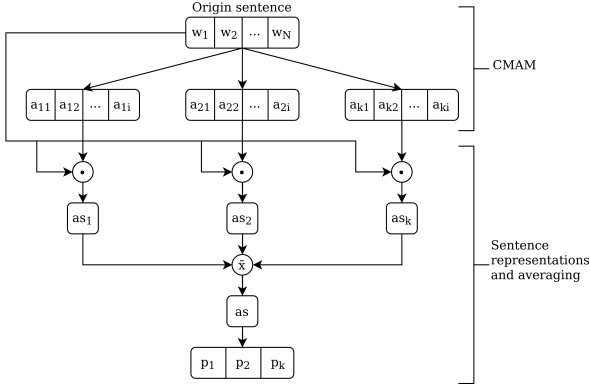 Origin sentence
w1 w2 ... wN
CMAM
a11 a12 ... a1i a21 a22 ... a2i ak1 ak2 ... aki
as1 as2 ask
Sentence
representations
and averaging
x̄
as
p1 p2 pk